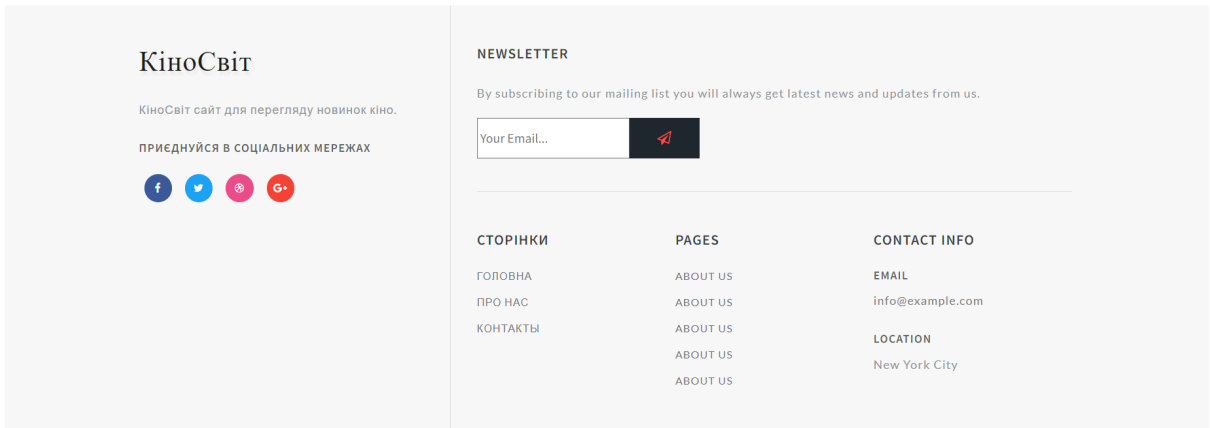 КіноСвіт
КіноСвіт сайт для перегляду новинок кіно.
ПРИЄДНУЙСЯ В СОЦІАЛЬНИХ МЕРЕЖАХ
NEWSLETTER
By subscribing to our mailing list you will always get latest news and updates from us.
Your Email...
СТОРІНКИ
ГОЛОВНА
ПРО НАС
КОНТАКТЫ
PAGES
ABOUT US
ABOUT US
ABOUT US
ABOUT US
ABOUT US
CONTACT INFO
EMAIL
info@example.com
LOCATION
New York City